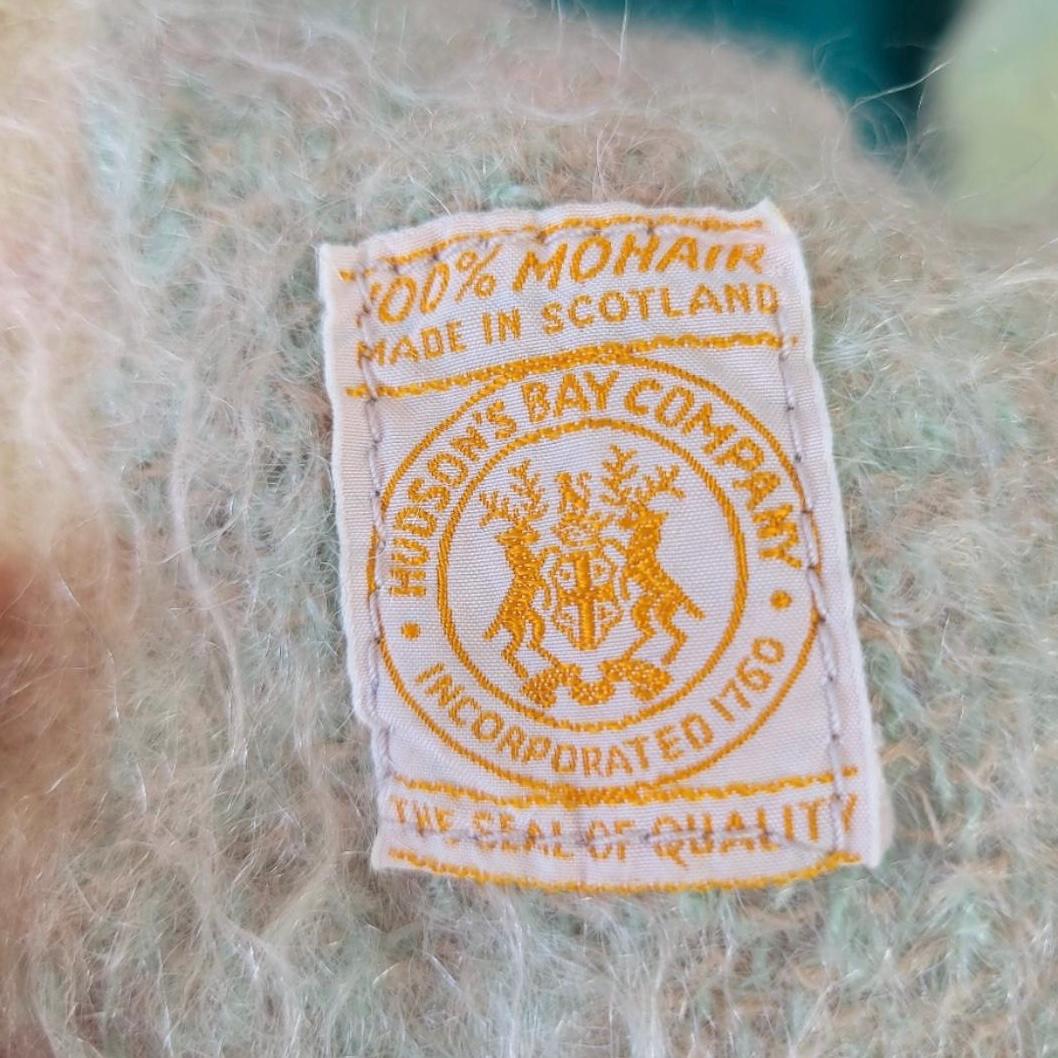 100% MOHAIR
MADE IN SCOTLAND
HUDSON'S BAY COMPANY
INCORPORATED 1760
THE SEAL OF QUALITY